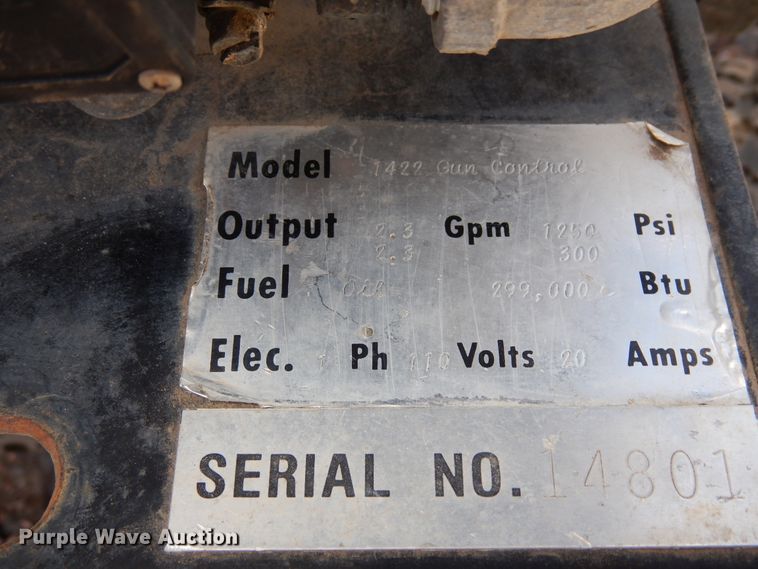 Model 1422 Gun Control
Output 2.3 Gpm 1250 Psi
2.3 300
Fuel Oil 299,000 Btu
Elec. 1 Ph 110 Volts 20 Amps
SERIAL NO. 14801
Purple Wave Auction